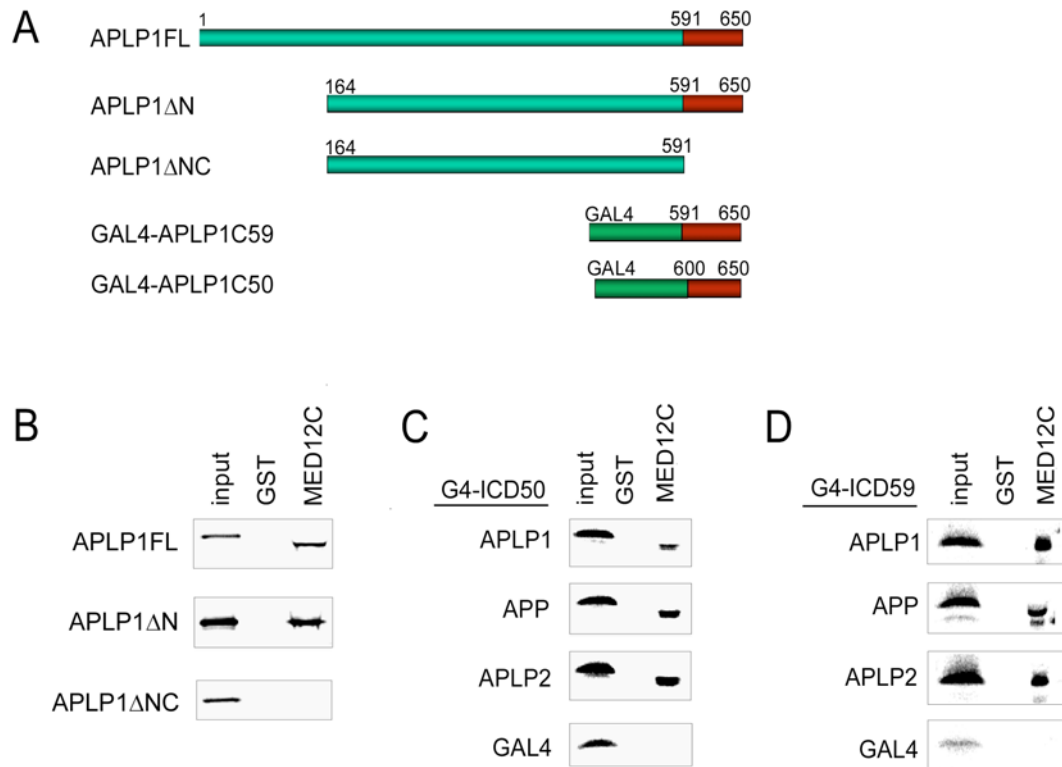 A
1 591 650
APLP1FL
164 591 650
APLP1ΔN
164 591
APLP1ΔNC
GAL4 591 650
GAL4-APLP1C59
GAL4 600 650
GAL4-APLP1C50
B
input GST MED12C
APLP1FL
APLP1ΔN
APLP1ΔNC
C
input GST MED12C
G4-ICD50
APLP1
APP
APLP2
GAL4
D
input GST MED12C
G4-ICD59
APLP1
APP
APLP2
GAL4